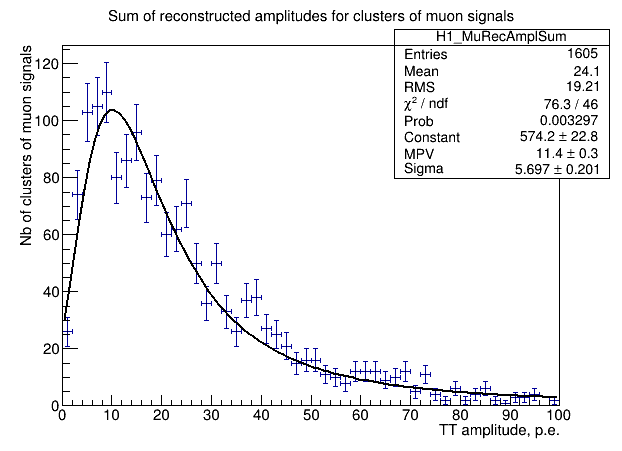 Sum of reconstructed amplitudes for clusters of muon signals
H1_MuRecAmplSum
Entries 1605
Mean 24.1
RMS 19.21
χ² / ndf 76.3 / 46
Prob 0.003297
Constant 574.2 ± 22.8
MPV 11.4 ± 0.3
Sigma 5.697 ± 0.201
Nb of clusters of muon signals
120
100
80
60
40
20
0
0 10 20 30 40 50 60 70 80 90 100
TT amplitude, p.e.